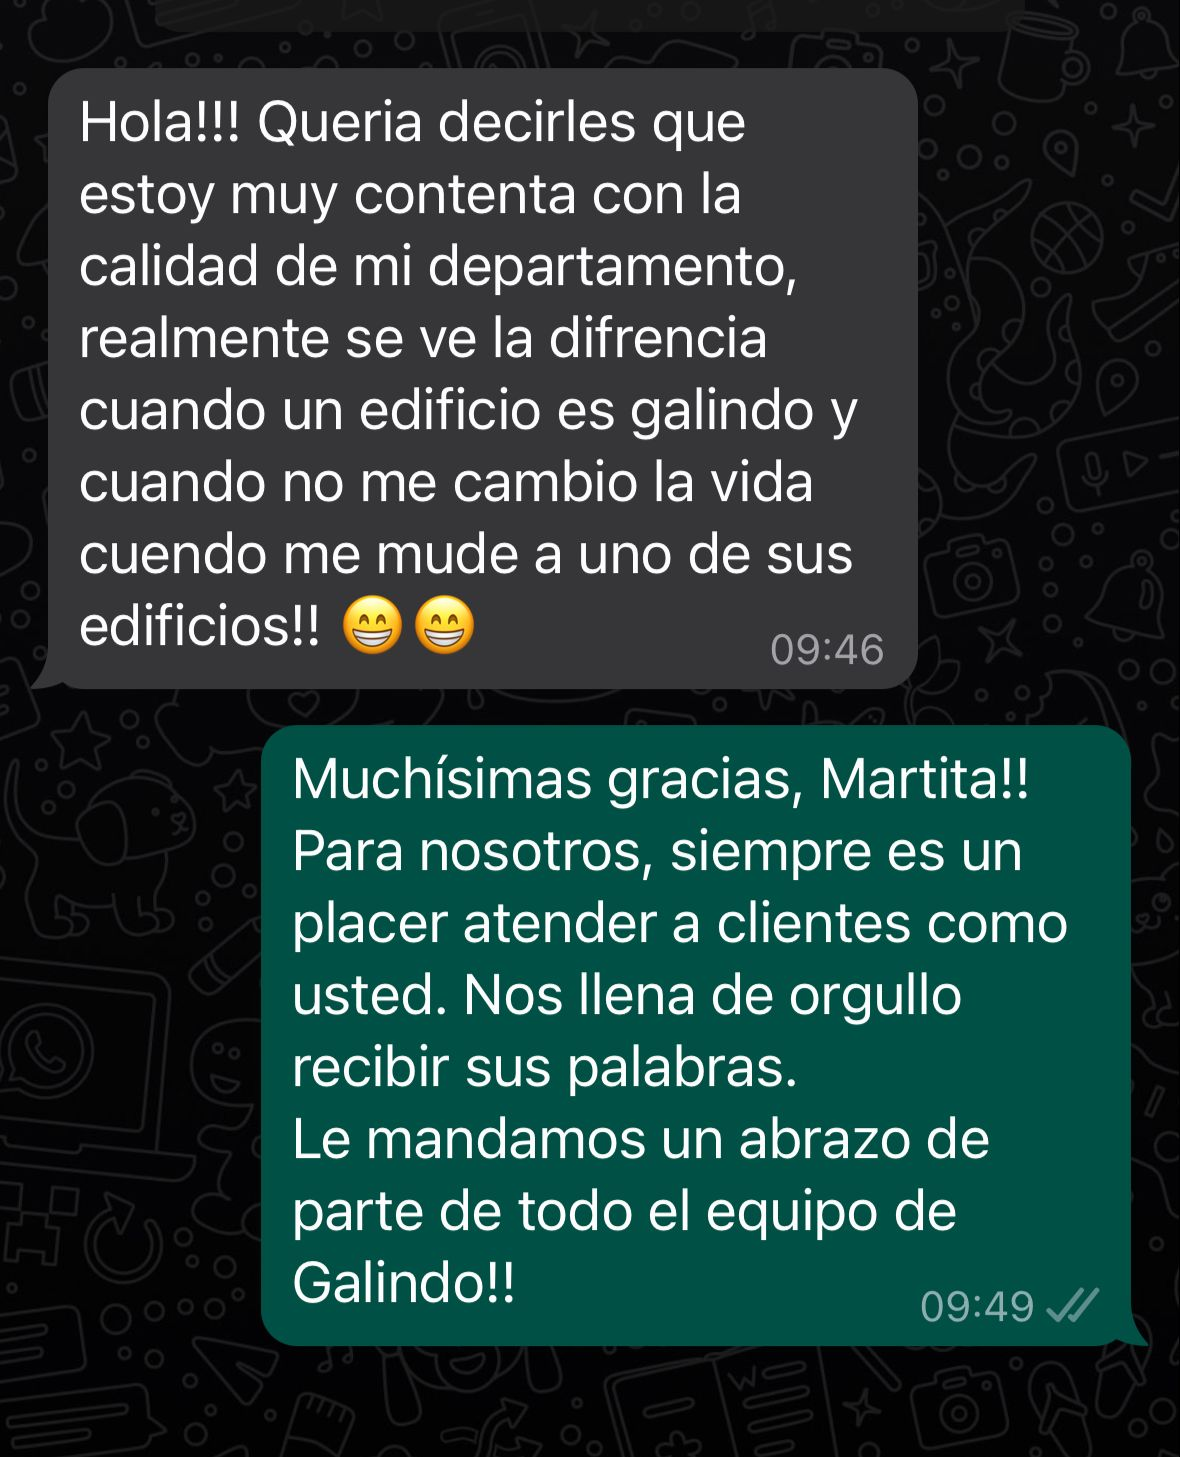 Hola!!! Queria decirles que
estoy muy contenta con la
calidad de mi departamento,
realmente se ve la difrencia
cuando un edificio es galindo y
cuando no me cambio la vida
cuendo me mude a uno de sus
edificios!! 😁😁
09:46
Muchísimas gracias, Martita!!
Para nosotros, siempre es un
placer atender a clientes como
usted. Nos llena de orgullo
recibir sus palabras.
Le mandamos un abrazo de
parte de todo el equipo de
Galindo!!
09:49